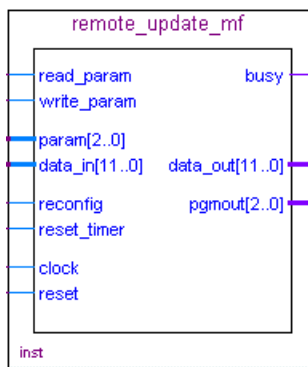 remote_update_mf
read_param busy
write_param
param[2..0]
data_in[11..0] data_out[11..0]
reconfig pgmout[2..0]
reset_timer
clock
reset
inst